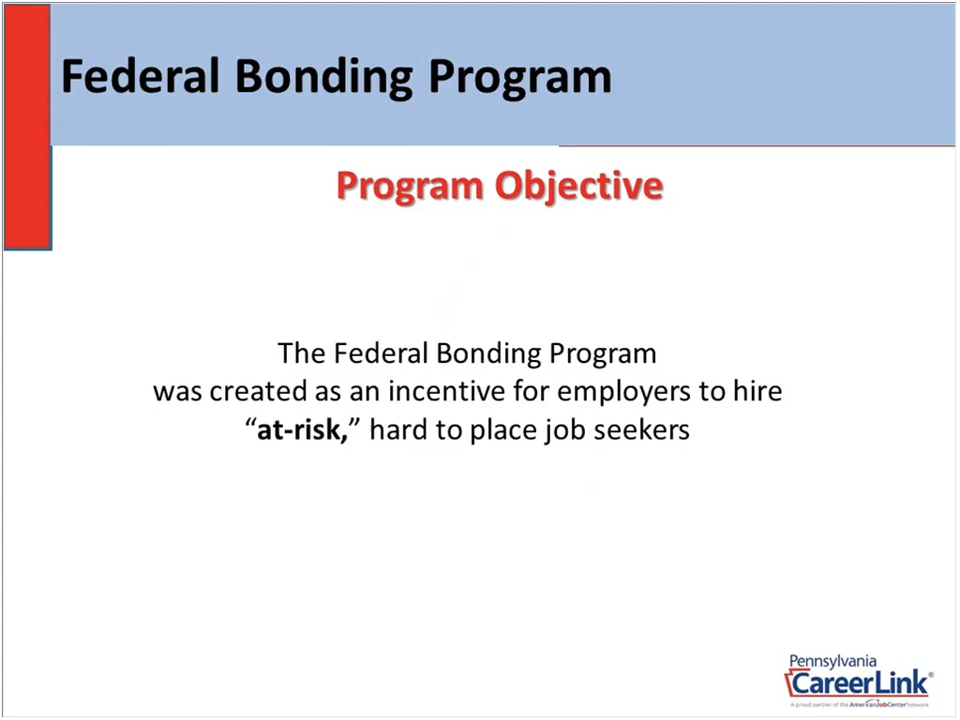 Federal Bonding Program
Program Objective
The Federal Bonding Program
was created as an incentive for employers to hire
“at-risk,” hard to place job seekers
Pennsylvania
CareerLink®
A proud partner of the AmericanJobCenter network